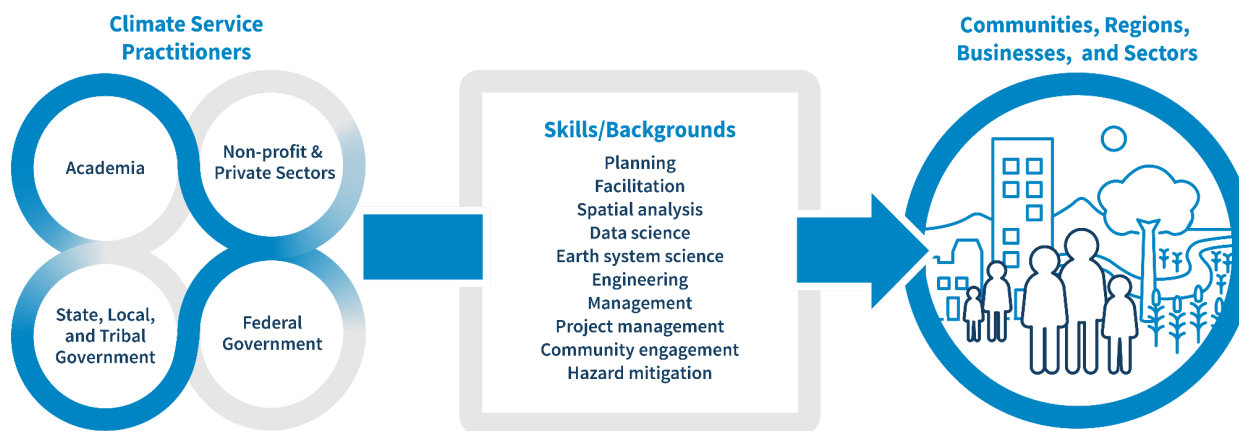 Climate Service
Practitioners
Academia
Non-profit &
Private Sectors
State, Local,
and Tribal
Government
Federal
Government
Skills/Backgrounds
Planning
Facilitation
Spatial analysis
Data science
Earth system science
Engineering
Management
Project management
Community engagement
Hazard mitigation
Communities, Regions,
Businesses, and Sectors